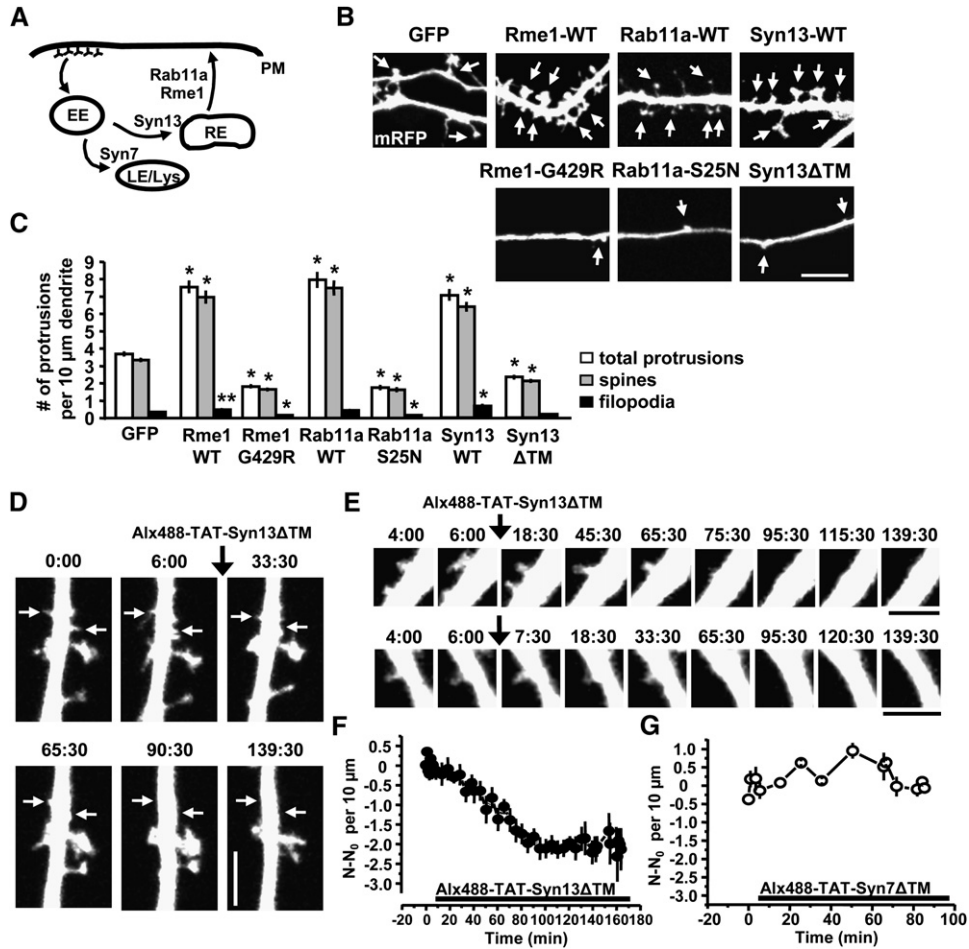 A
PM
Rab11a
Rme1
EE
Syn13
RE
Syn7
LE/Lys
B
GFP
Rme1-WT
Rab11a-WT
Syn13-WT
mRFP
Rme1-G429R
Rab11a-S25N
Syn13ΔTM
C
# of protrusions
per 10 μm dendrite
9
8
7
6
5
4
3
2
1
0
* * ** * * * * * * * * * * * * *
GFP
Rme1 WT
Rme1 G429R
Rab11a WT
Rab11a S25N
Syn13 WT
Syn13 ΔTM
total protrusions
spines
filopodia
D
Alx488-TAT-Syn13ΔTM
0:00 6:00 33:30
65:30 90:30 139:30
E
Alx488-TAT-Syn13ΔTM
4:00 6:00 18:30 45:30 65:30 75:30 95:30 115:30 139:30
4:00 6:00 7:30 18:30 33:30 65:30 95:30 120:30 139:30
F
N-N₀ per 10 μm
0.5
0
-0.5
-1.0
-1.5
-2.0
-2.5
-3.0
Alx488-TAT-Syn13ΔTM
-20 0 20 40 60 80 100 120 140 160 180
Time (min)
G
N-N₀ per 10 μm
1.0
0.5
0
-0.5
-1.0
-1.5
-2.0
-2.5
-3.0
Alx488-TAT-Syn7ΔTM
-20 0 20 40 60 80 100
Time (min)